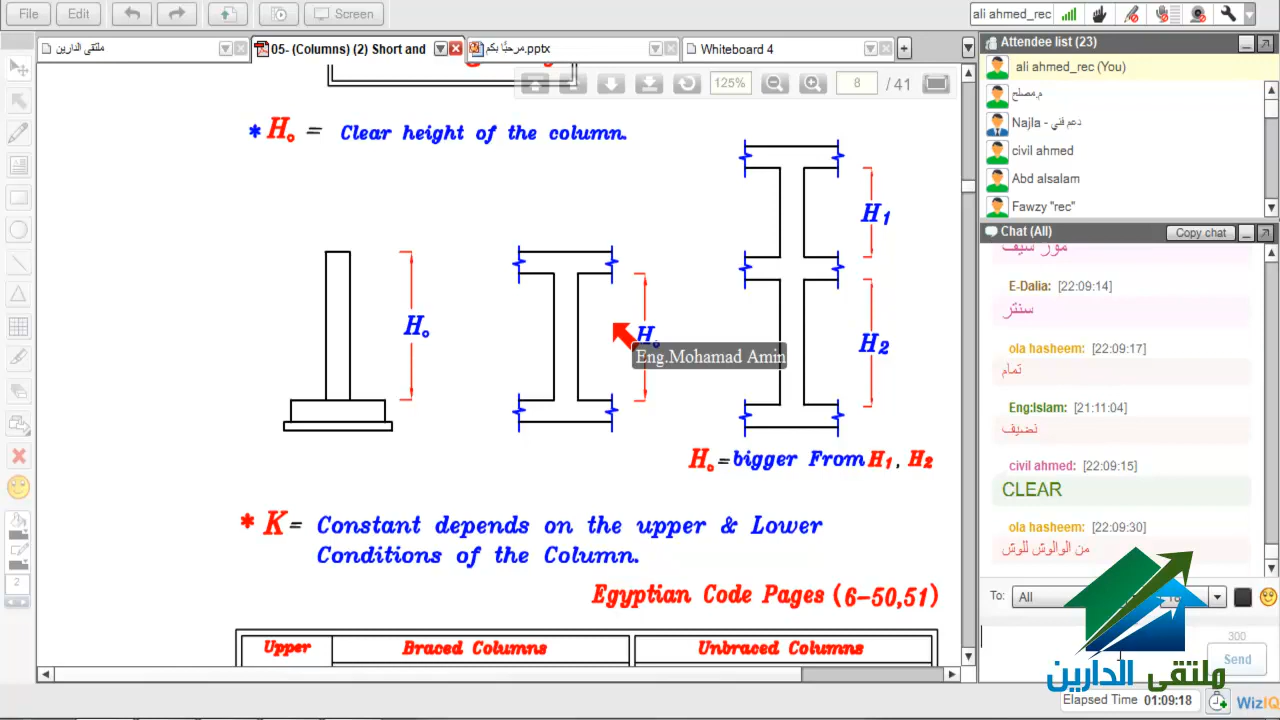 File
Edit
Screen
ali ahmed_rec
ملتقى الدارين
05- (Columns) (2) Short and
مرحبًا بكم.pptx
Whiteboard 4
125%
8
/ 41
* H₀ = Clear height of the column.
H₀
H₀
H1
H2
Eng.Mohamad Amin
H₀ = bigger From H1 , H2
* K = Constant depends on the upper & Lower
Conditions of the Column.
Egyptian Code Pages (6-50,51)
Upper
Braced Columns
Unbraced Columns
2
Attendee list (23)
ali ahmed_rec (You)
م.مصلح
Najla - دعم فني
civil ahmed
Abd alsalam
Fawzy "rec"
Chat (All)
Copy chat
E-Dalia: [22:09:14]
سنتر
ola hasheem: [22:09:17]
تمام
Eng:Islam: [21:11:04]
نضيف
civil ahmed: [22:09:15]
CLEAR
ola hasheem: [22:09:30]
من الوالوش للوش
To:
All
300
Send
ملتقى الدارين
Elapsed Time 01:09:18
WizIQ